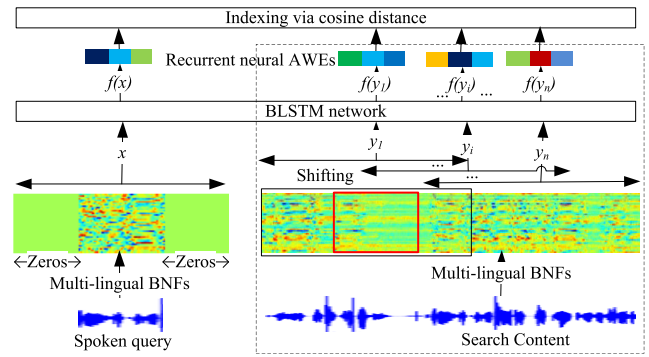 Indexing via cosine distance
Recurrent neural AWEs
f(x)
f(y1)
f(yi)
f(yn)
... ...
BLSTM network
x
y1
yi
yn
...
...
Shifting
←Zeros→
←Zeros→
Multi-lingual BNFs
Multi-lingual BNFs
Spoken query
Search Content